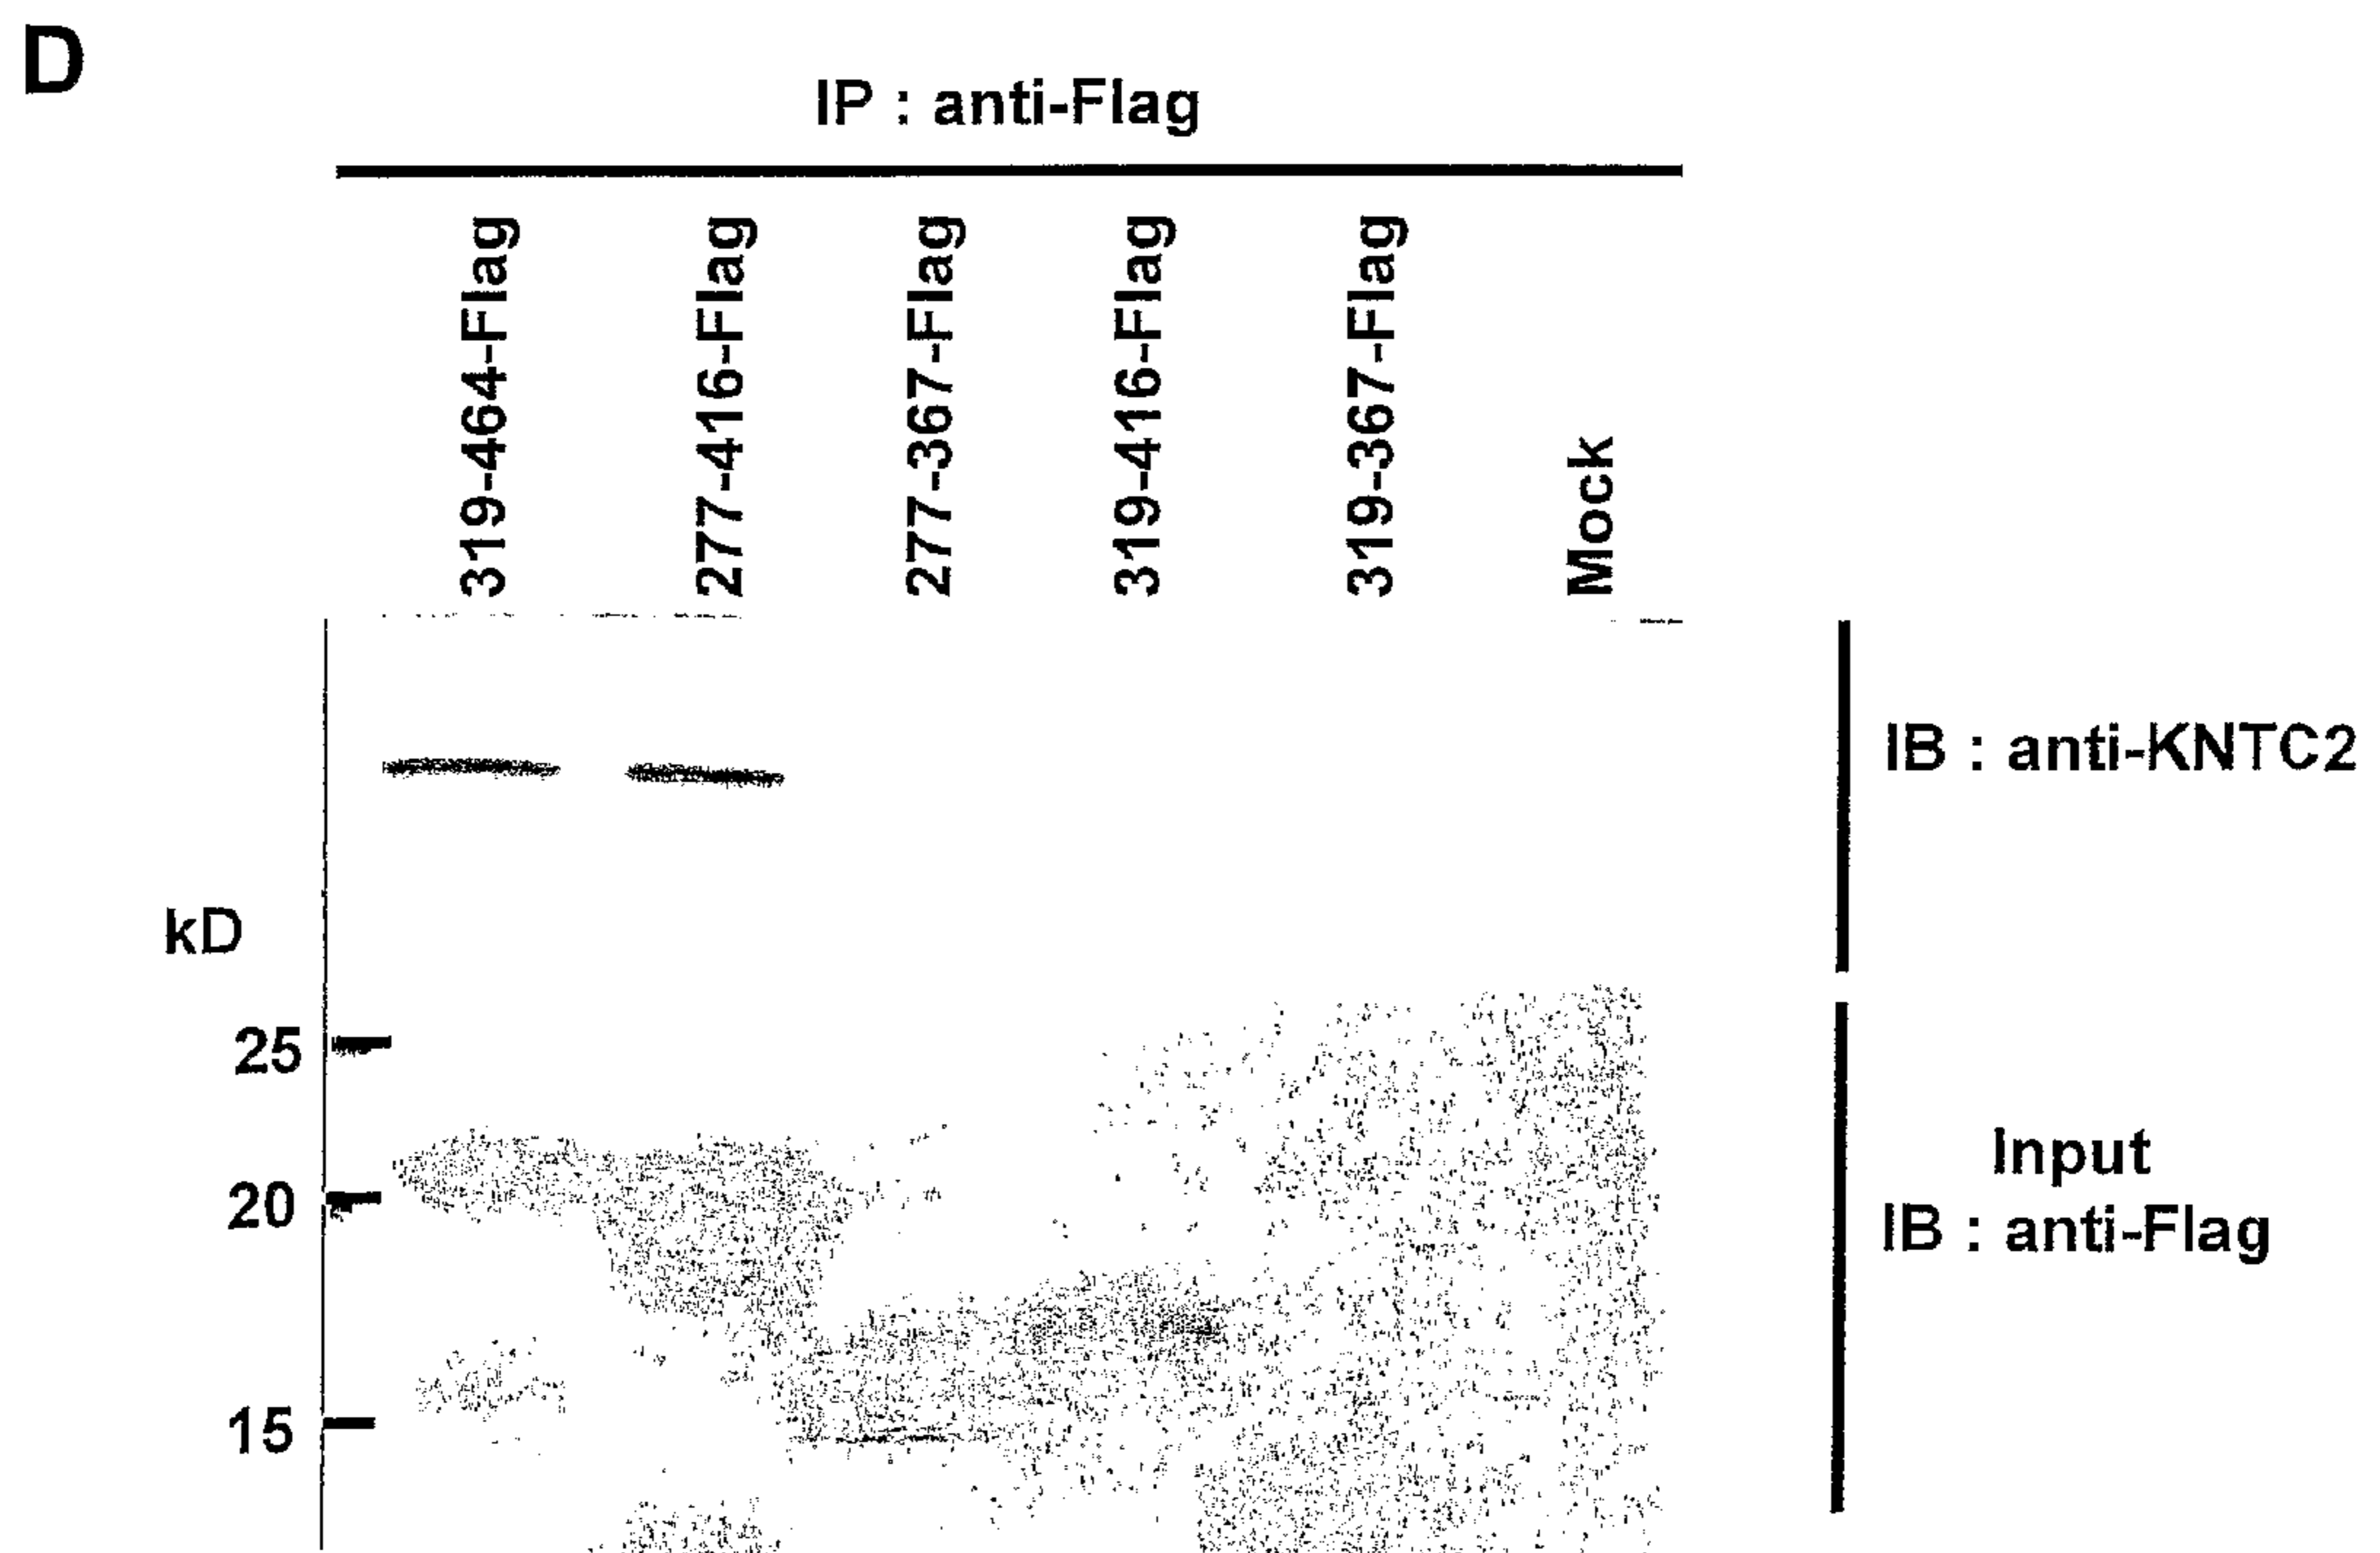 D
IP : anti-Flag
319-464-Flag
277-416-Flag
277-367-Flag
319-416-Flag
319-367-Flag
Mock
IB : anti-KNTC2
kD
25
20
15
Input
IB : anti-Flag